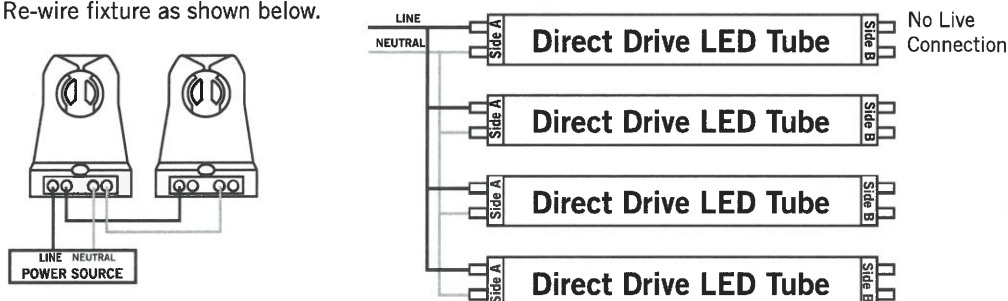 Re-wire fixture as shown below.
LINE NEUTRAL
POWER SOURCE
LINE
NEUTRAL
Side A Direct Drive LED Tube Side B
No Live
Connection
Side A Direct Drive LED Tube Side B
Side A Direct Drive LED Tube Side B
Side A Direct Drive LED Tube Side B